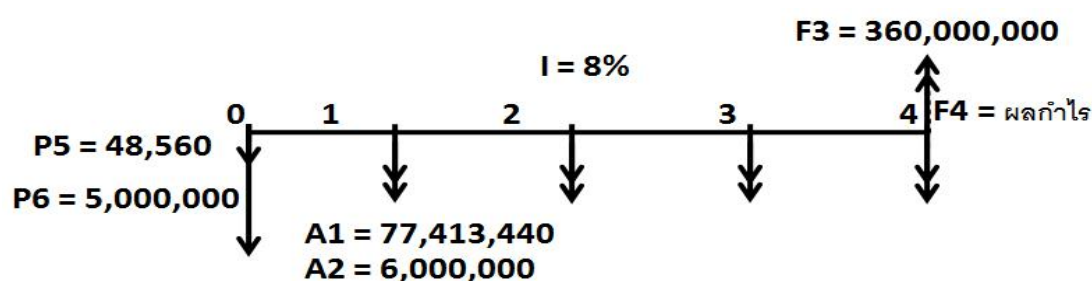 F3 = 360,000,000
I = 8%
0 1 2 3 4
F4 = ผลกำไร
P5 = 48,560
P6 = 5,000,000
A1 = 77,413,440
A2 = 6,000,000